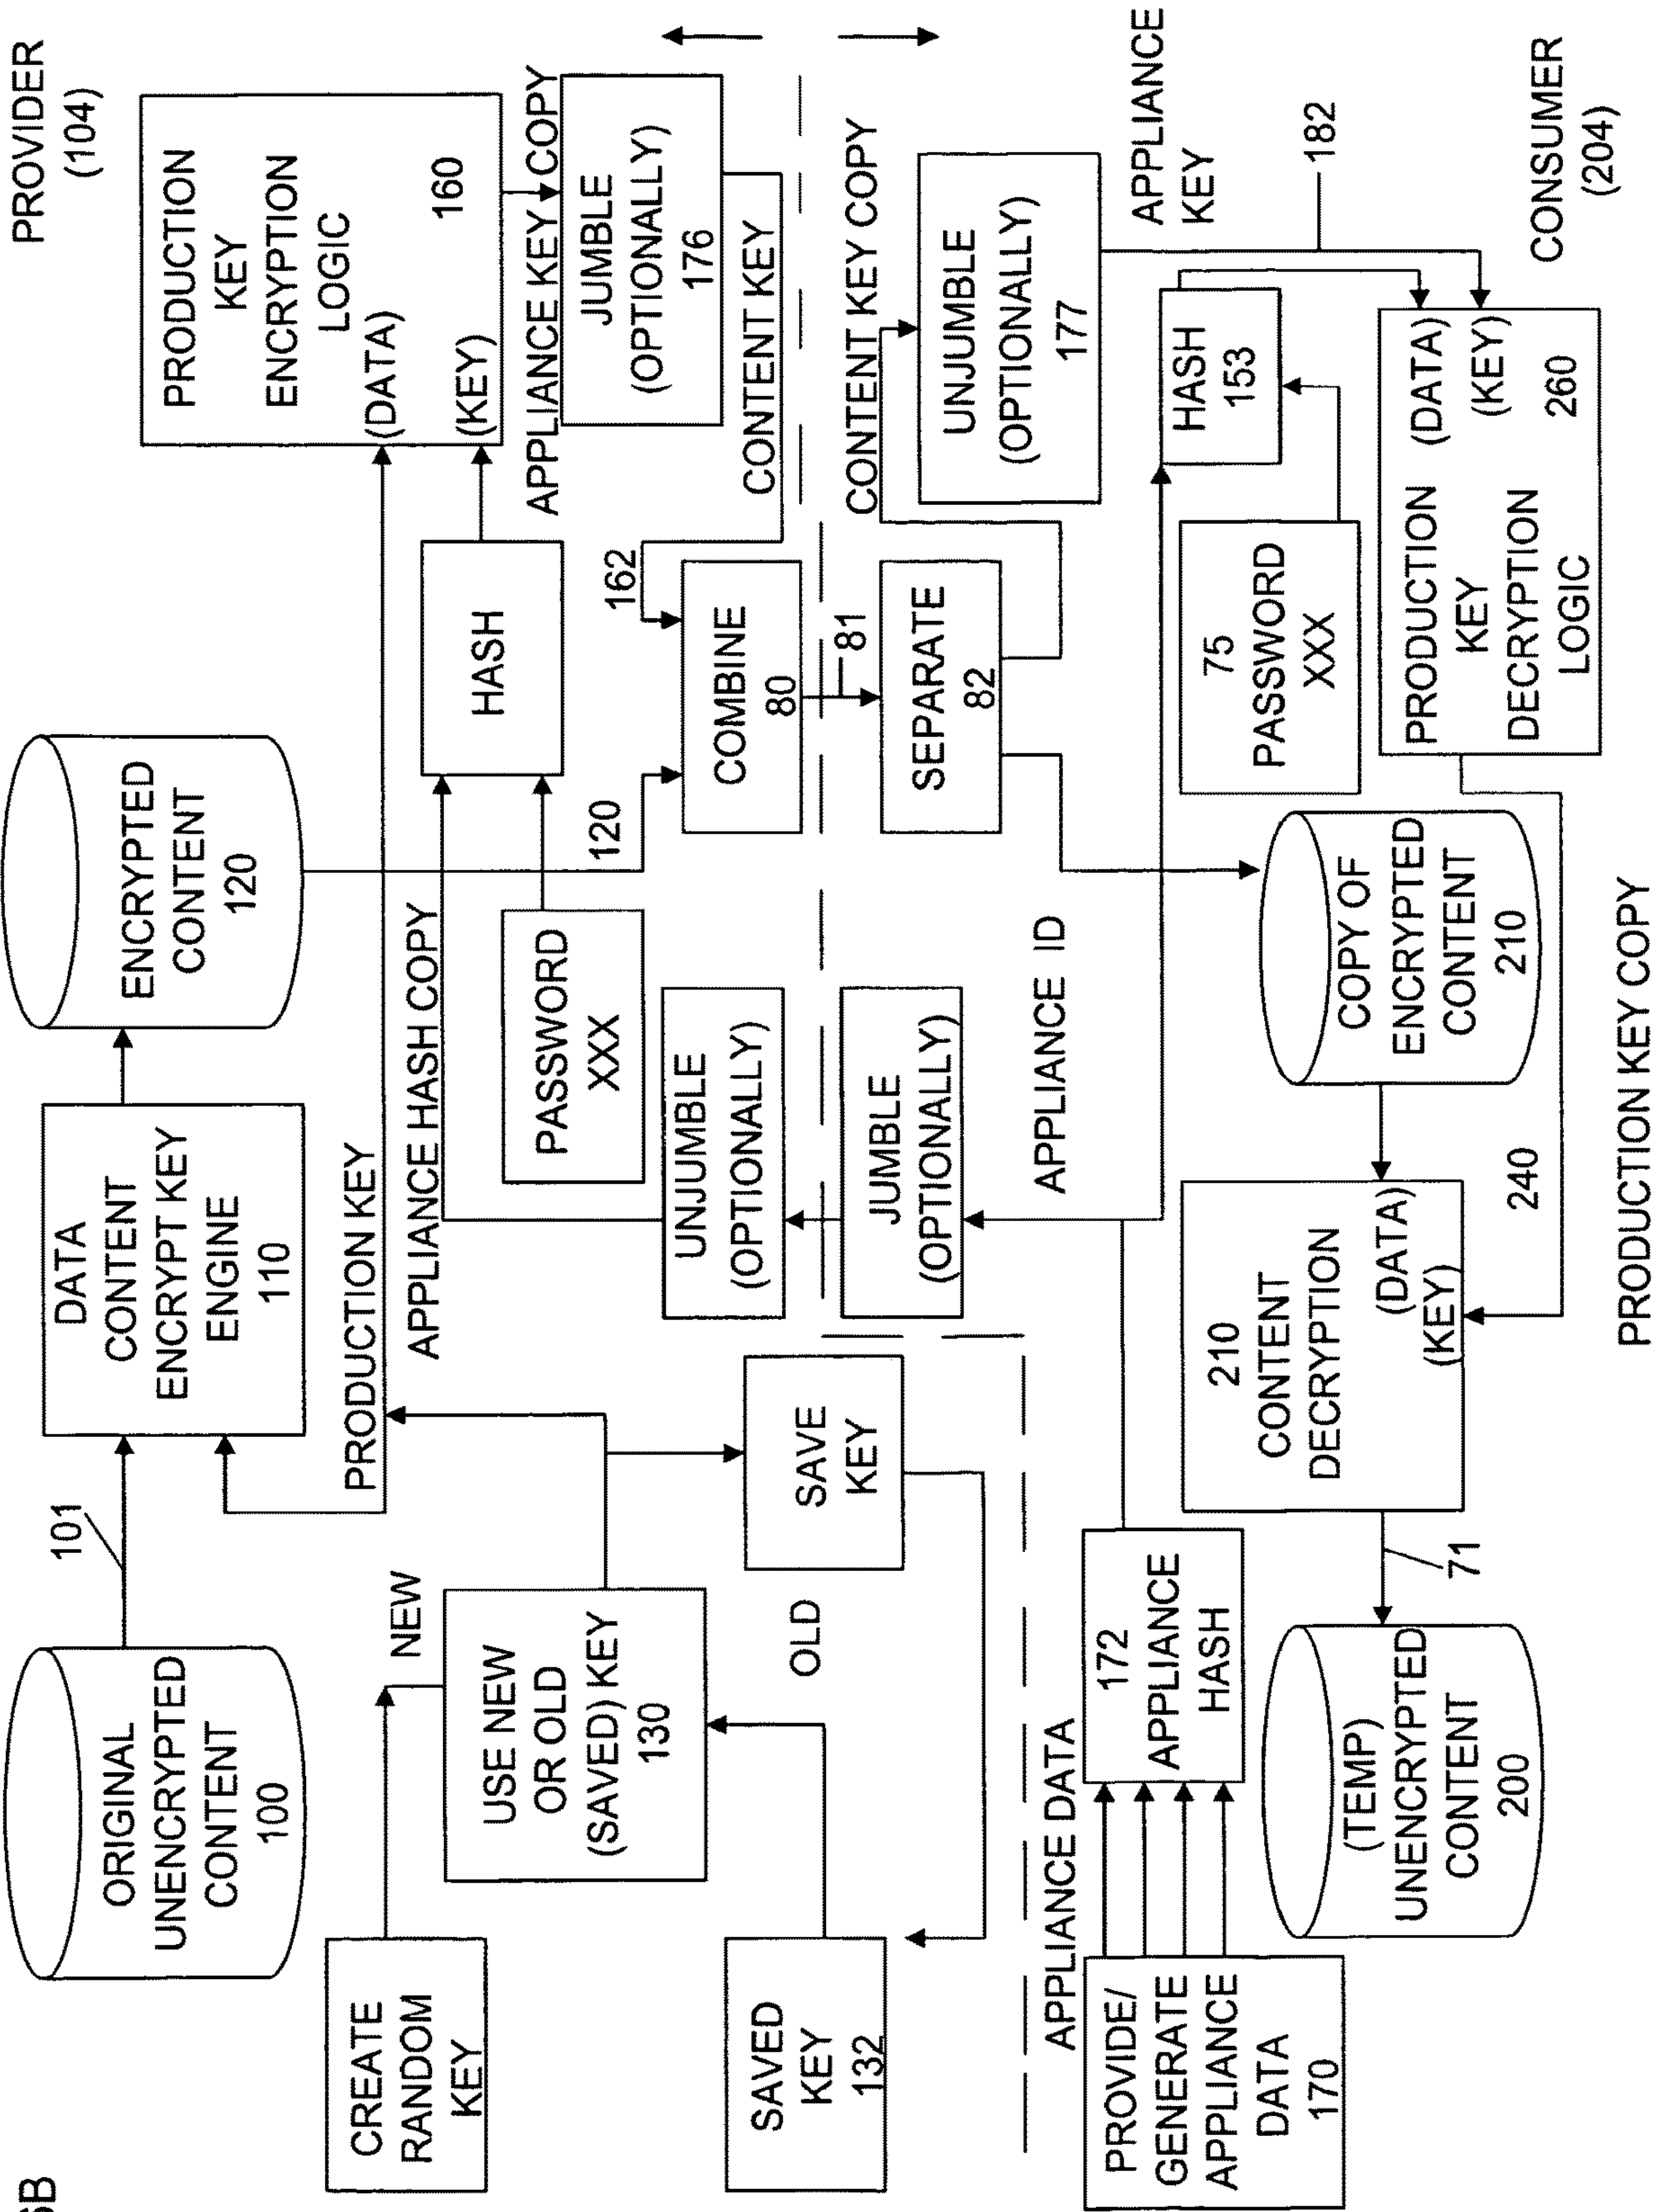 6B
PROVIDER
(104)
ORIGINAL
UNENCRYPTED
CONTENT
100
101
DATA
CONTENT
ENCRYPT KEY
ENGINE
110
ENCRYPTED
CONTENT
120
PRODUCTION
KEY
ENCRYPTION
LOGIC
160
(DATA)
(KEY)
CREATE
RANDOM
KEY
NEW
USE NEW
OR OLD
(SAVED) KEY
130
PRODUCTION KEY
APPLIANCE HASH COPY
HASH
APPLIANCE KEY COPY
PASSWORD
XXX
120
162
JUMBLE
(OPTIONALLY)
176
CONTENT KEY
SAVED
KEY
132
OLD
SAVE
KEY
UNJUMBLE
(OPTIONALLY)
COMBINE
80
81
JUMBLE
(OPTIONALLY)
SEPARATE
82
CONTENT KEY COPY
UNJUMBLE
(OPTIONALLY)
177
APPLIANCE DATA
APPLIANCE ID
APPLIANCE
KEY
182
PROVIDE/
GENERATE
APPLIANCE
DATA
170
172
APPLIANCE
HASH
HASH
153
75
PASSWORD
XXX
(TEMP)
UNENCRYPTED
CONTENT
200
71
210
CONTENT
DECRYPTION
(DATA)
(KEY)
COPY OF
ENCRYPTED
CONTENT
210
240
PRODUCTION
KEY
DECRYPTION
LOGIC
(DATA)
(KEY)
260
CONSUMER
(204)
PRODUCTION KEY COPY